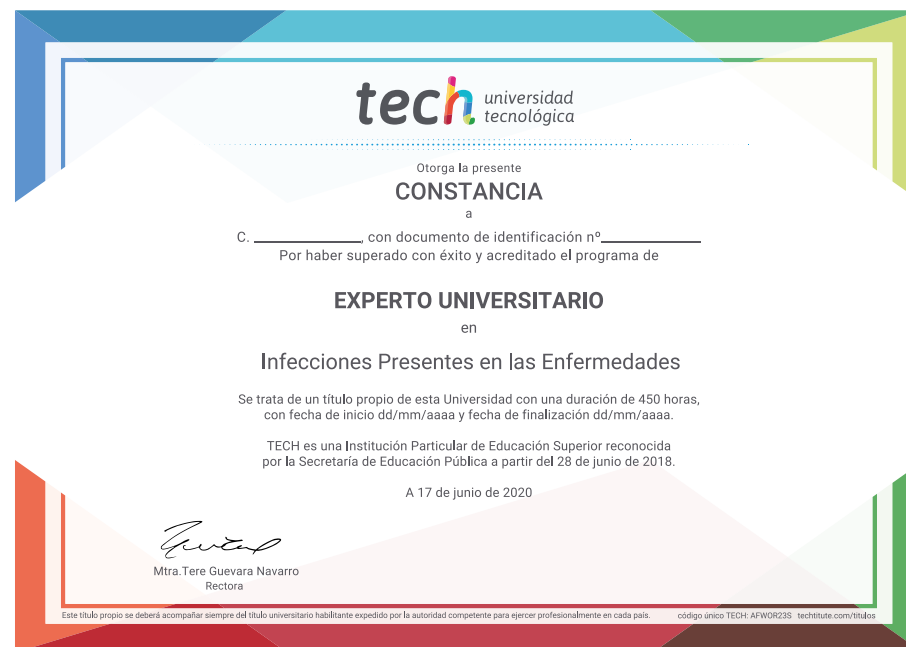 tech universidad
tecnológica
Otorga la presente
CONSTANCIA
a
C. ______________, con documento de identificación nº_____________
Por haber superado con éxito y acreditado el programa de
EXPERTO UNIVERSITARIO
en
Infecciones Presentes en las Enfermedades
Se trata de un título propio de esta Universidad con una duración de 450 horas,
con fecha de inicio dd/mm/aaaa y fecha de finalización dd/mm/aaaa.
TECH es una Institución Particular de Educación Superior reconocida
por la Secretaría de Educación Pública a partir del 28 de junio de 2018.
A 17 de junio de 2020
Mtra.Tere Guevara Navarro
Rectora
Este título propio se deberá acompañar siempre del título universitario habilitante expedido por la autoridad competente para ejercer profesionalmente en cada país. código único TECH: AFWOR23S techtitute.com/titulos